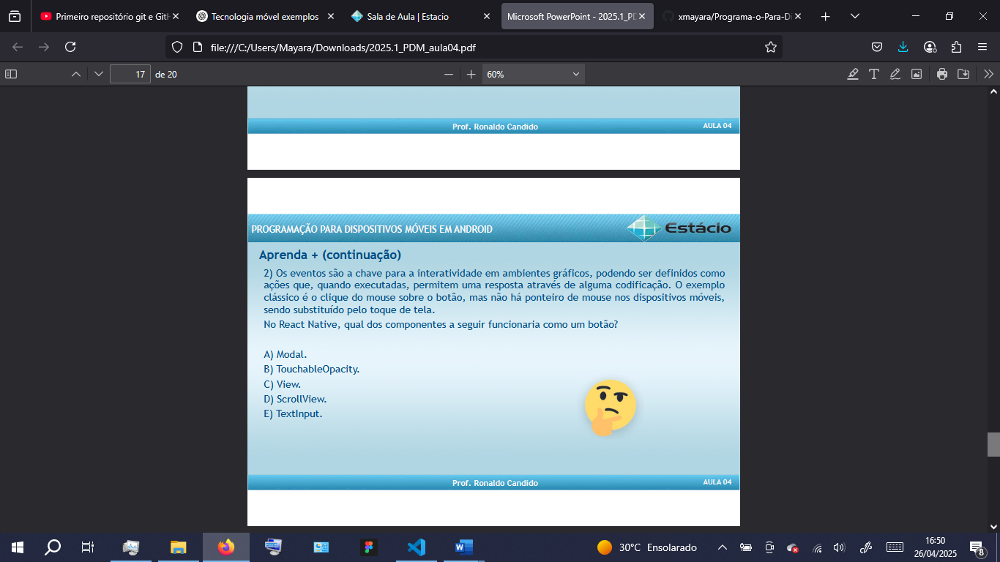 Primeiro repositório git e GitH
Tecnologia móvel exemplos
Sala de Aula | Estacio
Microsoft PowerPoint - 2025.1_PD
xmayara/Programa-o-Para-Di
file:///C:/Users/Mayara/Downloads/2025.1_PDM_aula04.pdf
17 de 20
60%
Prof. Ronaldo Candido
AULA 04
PROGRAMAÇÃO PARA DISPOSITIVOS MÓVEIS EM ANDROID
Estácio
Aprenda + (continuação)
2) Os eventos são a chave para a interatividade em ambientes gráficos, podendo ser definidos como
ações que, quando executadas, permitem uma resposta através de alguma codificação. O exemplo
clássico é o clique do mouse sobre o botão, mas não há ponteiro de mouse nos dispositivos móveis,
sendo substituído pelo toque de tela.
No React Native, qual dos componentes a seguir funcionaria como um botão?
A) Modal.
B) TouchableOpacity.
C) View.
D) ScrollView.
E) TextInput.
Prof. Ronaldo Candido
AULA 04
30°C Ensolarado
16:50
26/04/2025
8